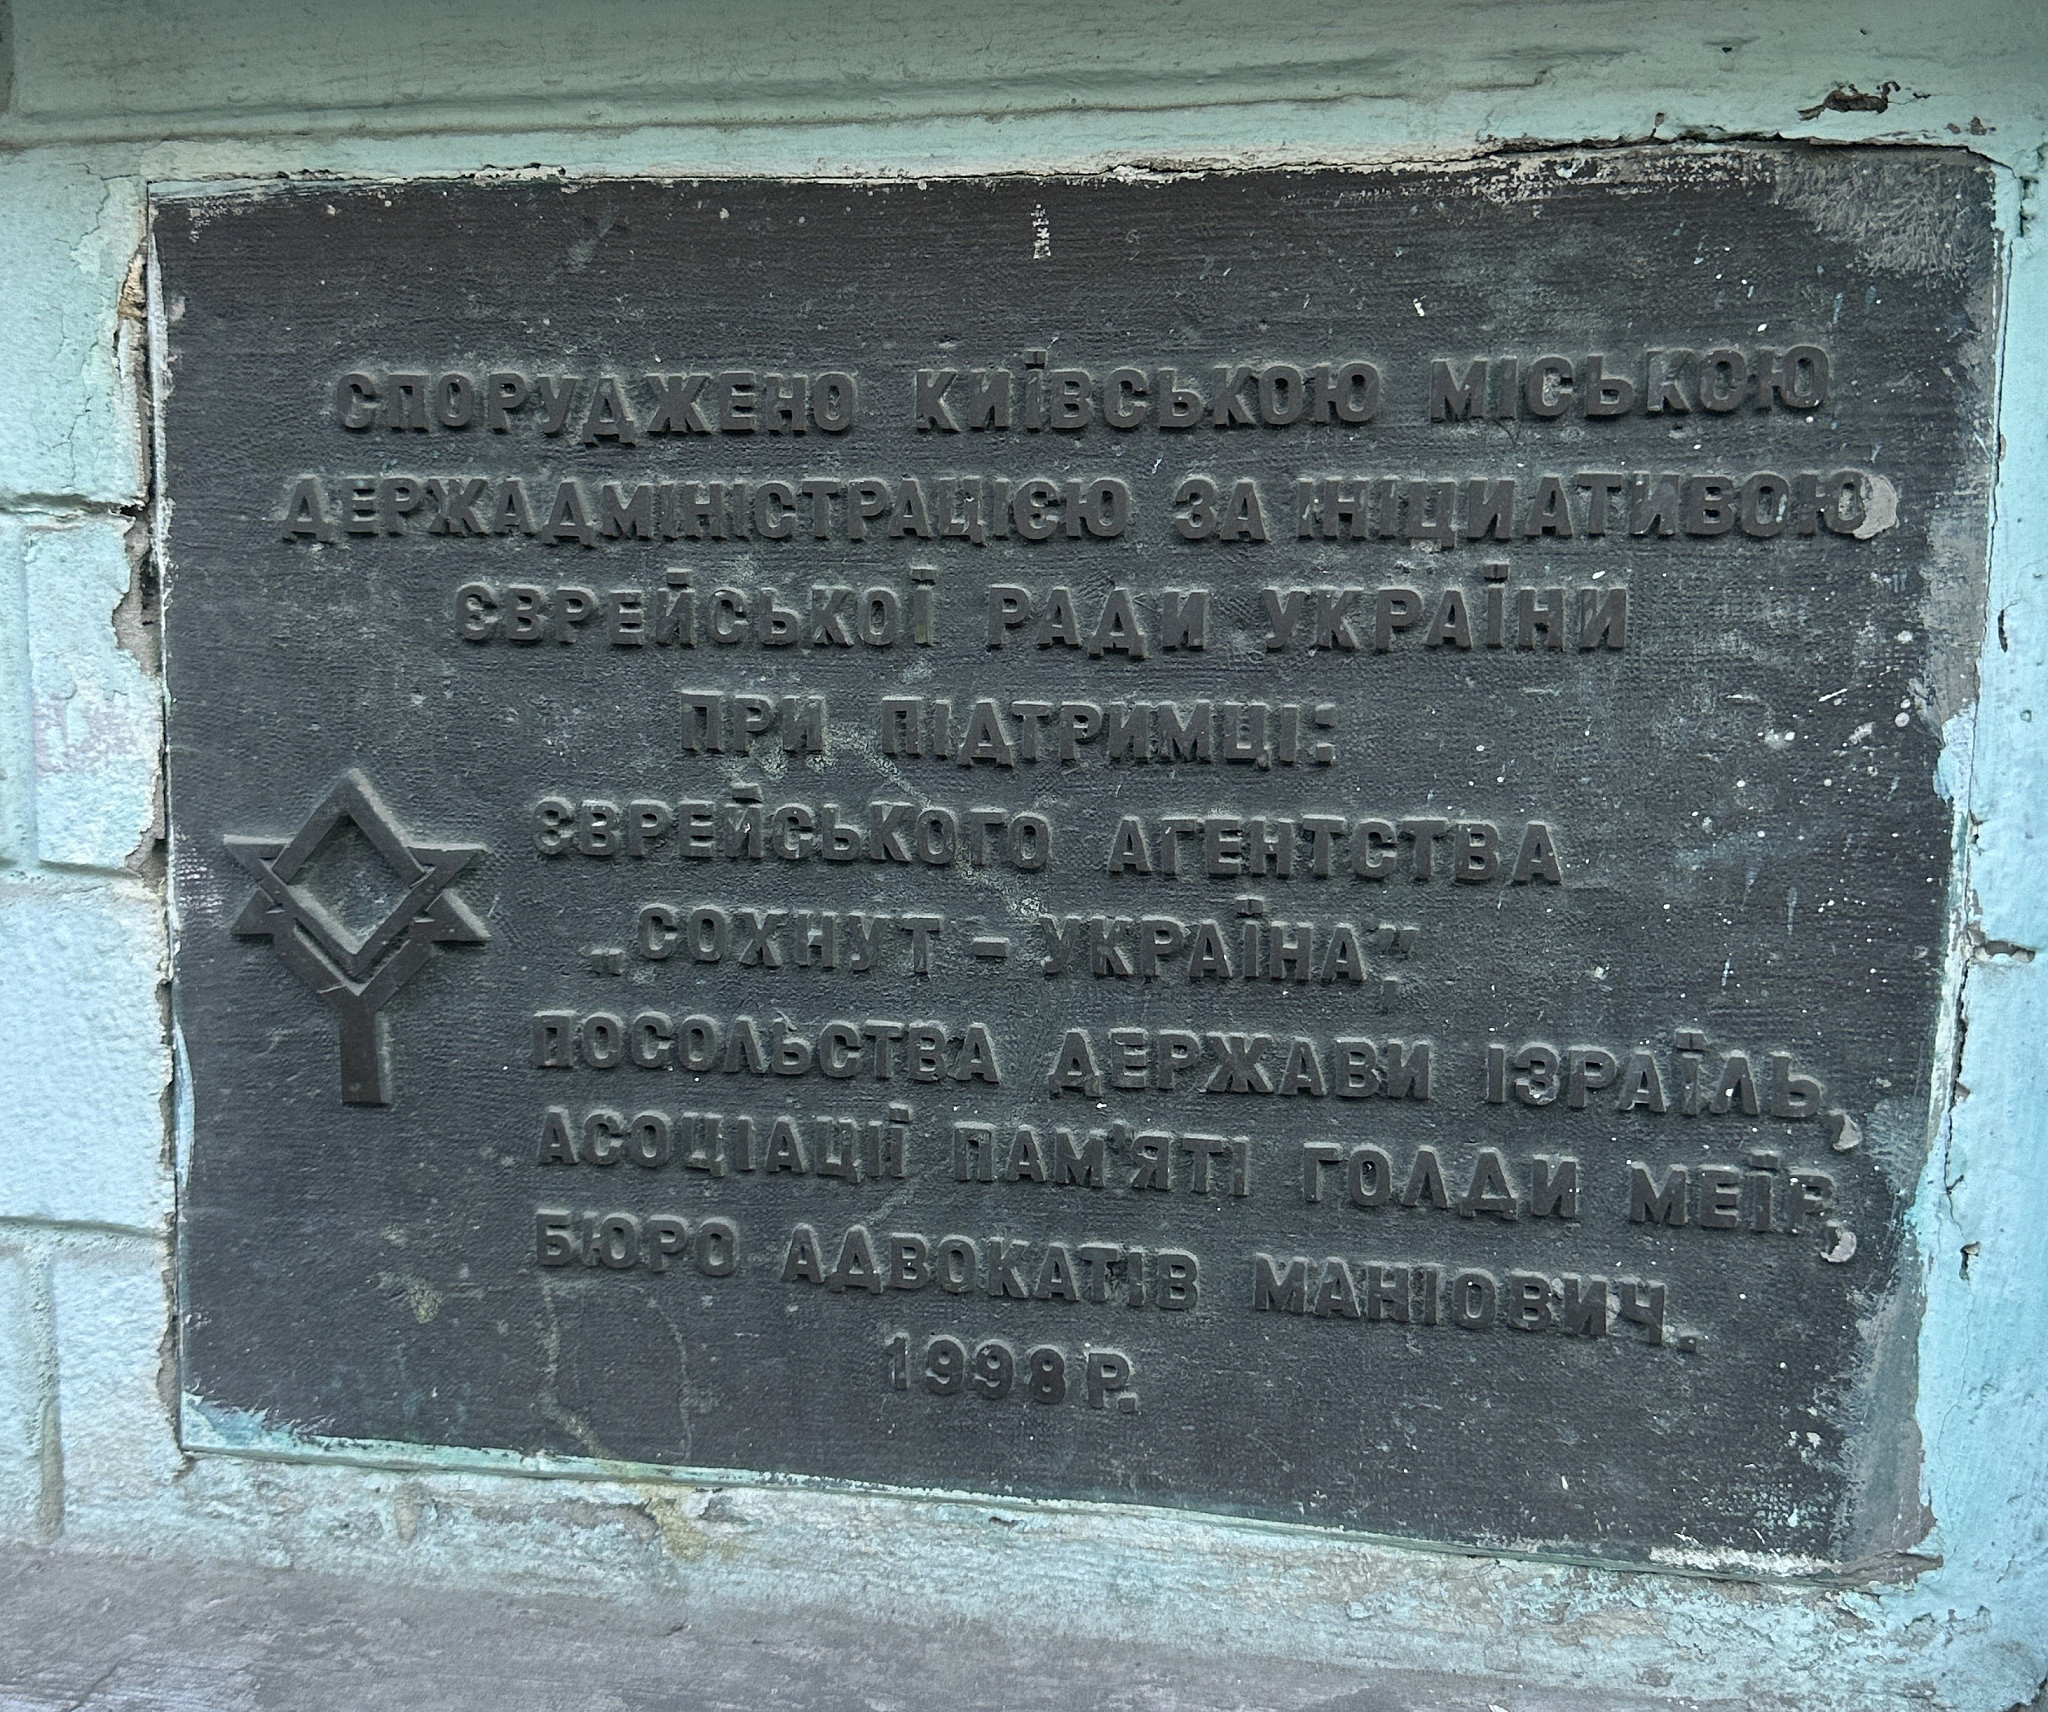 СПОРУДЖЕНО КИЇВСЬКОЮ МІСЬКОЮ
ДЕРЖАДМІНІСТРАЦІЄЮ ЗА ІНІЦИАТИВОЮ
ЄВРЕЙСЬКОЇ РАДИ УКРАЇНИ
ПРИ ПІДТРИМЦІ:
ЄВРЕЙСЬКОГО АГЕНТСТВА
„СОХНУТ – УКРАЇНА”,
ПОСОЛЬСТВА ДЕРЖАВИ ІЗРАЇЛЬ,
АСОЦІАЦІЇ ПАМ'ЯТІ ГОЛДИ МЕЇР,
БЮРО АДВОКАТІВ МАНІОВИЧ.
1998 Р.